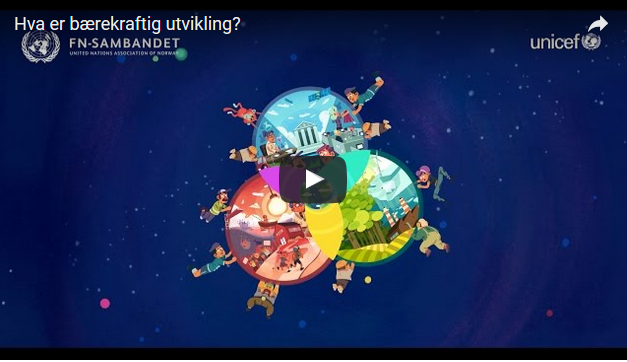 Hva er bærekraftig utvikling?
FN-SAMBANDET
UNITED NATIONS ASSOCIATION OF NORWAY
unicef